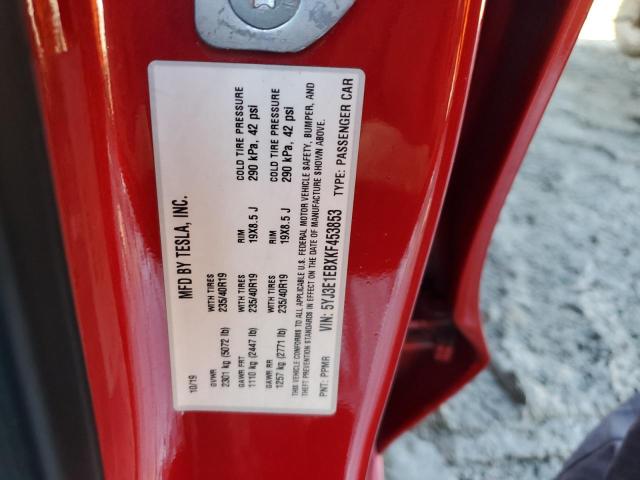 10/19 MFD BY TESLA, INC.
GVWR WITH TIRES RIM COLD TIRE PRESSURE
2301 kg (5072 lb) 235/40R19 19X8.5 J 290 kPa, 42 psi
GAWR FRT WITH TIRES RIM COLD TIRE PRESSURE
1110 kg (2447 lb) 235/40R19 19X8.5 J 290 kPa, 42 psi
GAWR RR
1257 kg (2771 lb) 235/40R19
THIS VEHICLE CONFORMS TO ALL APPLICABLE U.S. FEDERAL MOTOR VEHICLE SAFETY, BUMPER, AND
THEFT PREVENTION STANDARDS IN EFFECT ON THE DATE OF MANUFACTURE SHOWN ABOVE.
PNT: PPMR VIN: 5YJ3E1EBXKF453853 TYPE: PASSENGER CAR